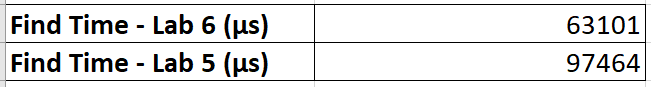 Find Time - Lab 6 (µs) 63101
Find Time - Lab 5 (µs) 97464